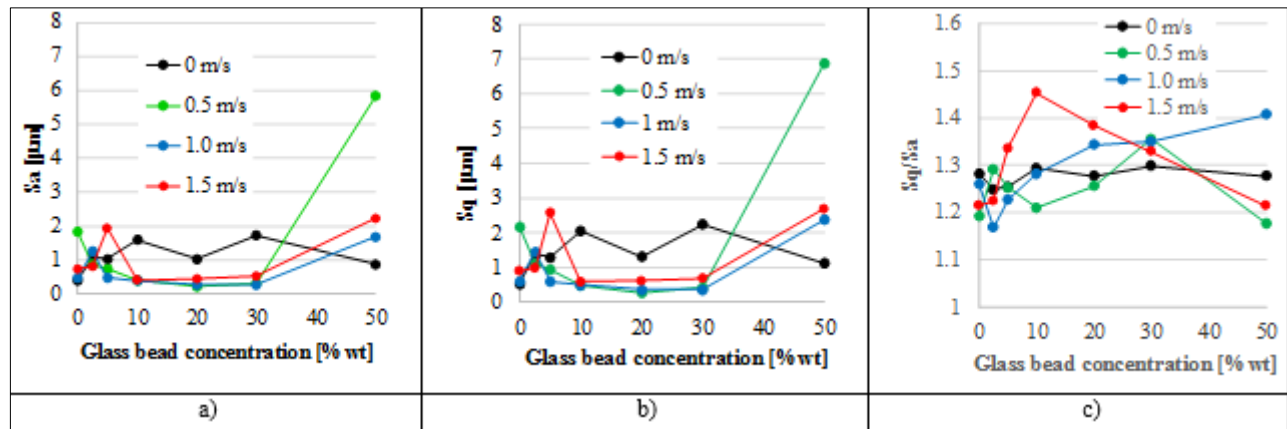 8
7
6
5
4
3
2
1
0
Sa [µm]
0 m/s
0.5 m/s
1.0 m/s
1.5 m/s
0 10 20 30 40 50
Glass bead concentration [% wt]
a)
8
7
6
5
4
3
2
1
0
Sq [µm]
0 m/s
0.5 m/s
1 m/s
1.5 m/s
0 10 20 30 40 50
Glass bead concentration [% wt]
b)
1.6
1.5
1.4
1.3
1.2
1.1
1
Sq/Sa
0 m/s
0.5 m/s
1.0 m/s
1.5 m/s
0 10 20 30 40 50
Glass bead concentration [% wt]
c)